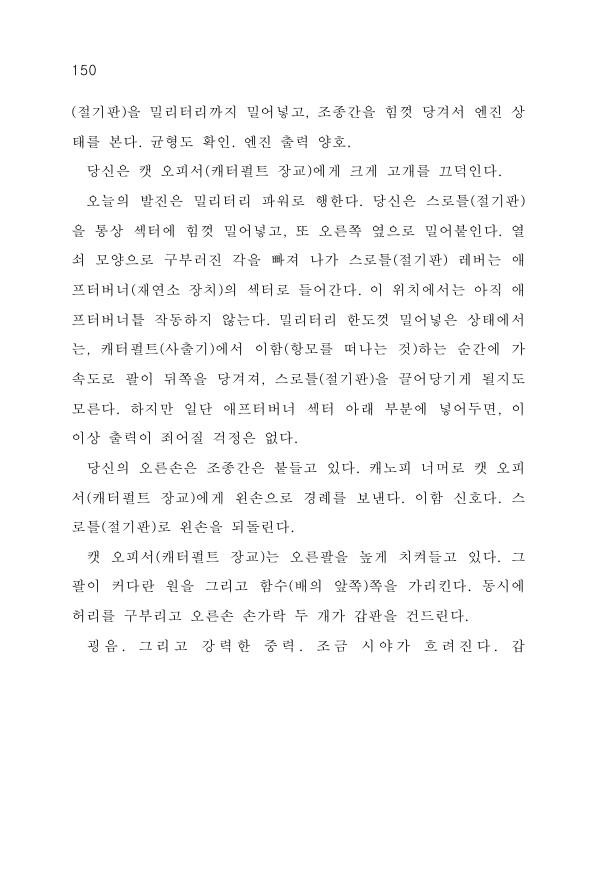 150
(절기판)을 밀리터리까지 밀어넣고, 조종간을 힘껏 당겨서 엔진 상
태를 본다. 균형도 확인. 엔진 출력 양호.
당신은 캣 오피서(캐터펄트 장교)에게 크게 고개를 끄덕인다.
오늘의 발진은 밀리터리 파워로 행한다. 당신은 스로틀(절기판)
을 통상 섹터에 힘껏 밀어넣고, 또 오른쪽 옆으로 밀어붙인다. 열
쇠 모양으로 구부러진 각을 빠져 나가 스로틀(절기판) 레버는 애
프터버너(재연소 장치)의 섹터로 들어간다. 이 위치에서는 아직 애
프터버너틑 작동하지 않는다. 밀리터리 한도껏 밀어넣은 상태에서
는, 캐터펄트(사출기)에서 이함(항모를 떠나는 것)하는 순간에 가
속도로 팔이 뒤쪽을 당겨져, 스로틀(절기판)을 끌어당기게 될지도
모른다. 하지만 일단 애프터버너 섹터 아래 부분에 넣어두면, 이
이상 출력이 죄어질 걱정은 없다.
당신의 오른손은 조종간은 붙들고 있다. 캐노피 너머로 캣 오피
서(캐터펄트 장교)에게 왼손으로 경례를 보낸다. 이함 신호다. 스
로틀(절기판)로 왼손을 되돌린다.
캣 오피서(캐터펄트 장교)는 오른팔을 높게 치켜들고 있다. 그
팔이 커다란 원을 그리고 함수(배의 앞쪽)쪽을 가리킨다. 동시에
허리를 구부리고 오른손 손가락 두 개가 갑판을 건드린다.
굉음. 그리고 강력한 중력. 조금 시야가 흐려진다. 갑